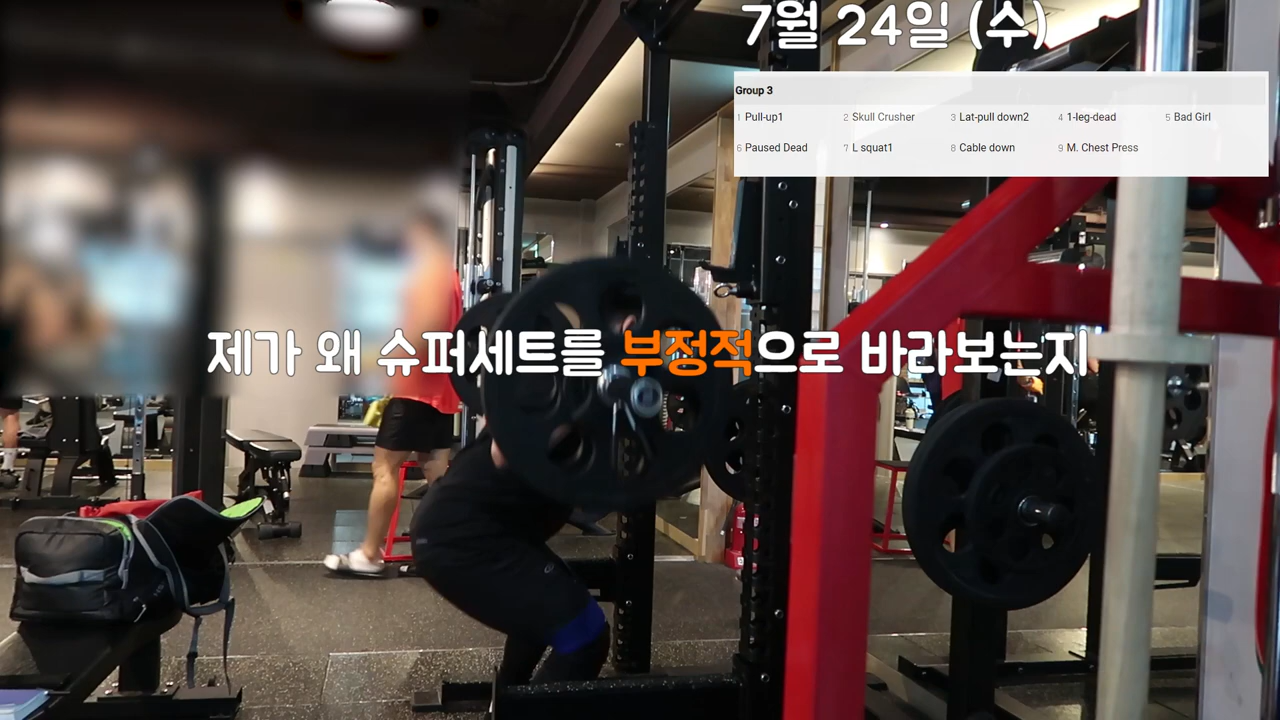 7월 24일 (수)
Group 3
1 Pull-up1 2 Skull Crusher 3 Lat-pull down2 4 1-leg-dead 5 Bad Girl
6 Paused Dead 7 L squat1 8 Cable down 9 M. Chest Press
제가 왜 슈퍼세트를 부정적으로 바라보는지